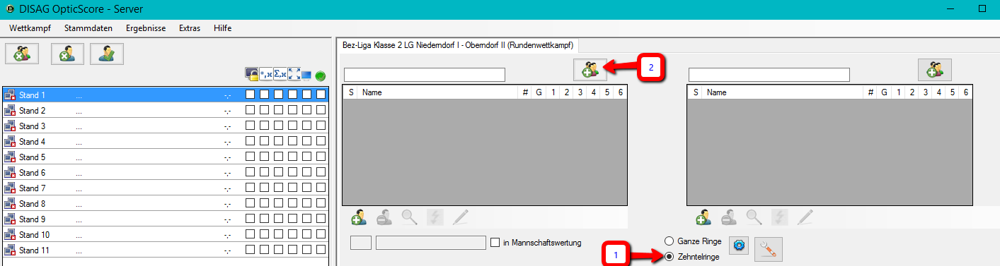 DISAG OpticScore - Server
Wettkampf Stammdaten Ergebnisse Extras Hilfe
Bez-Liga Klasse 2 LG Niederndorf I - Oberndorf II (Rundenwettkampf)
2
*,x Σ,x
S Name # G 1 2 3 4 5 6
S Name # G 1 2 3 4 5 6
Stand 1 ... -,-
Stand 2 ... -,-
Stand 3 ... -,-
Stand 4 ... -,-
Stand 5 ... -,-
Stand 6 ... -,-
Stand 7 ... -,-
Stand 8 ... -,-
Stand 9 ... -,-
Stand 10 ... -,-
Stand 11 ... -,-
in Mannschaftswertung
Ganze Ringe
1
Zehntelringe